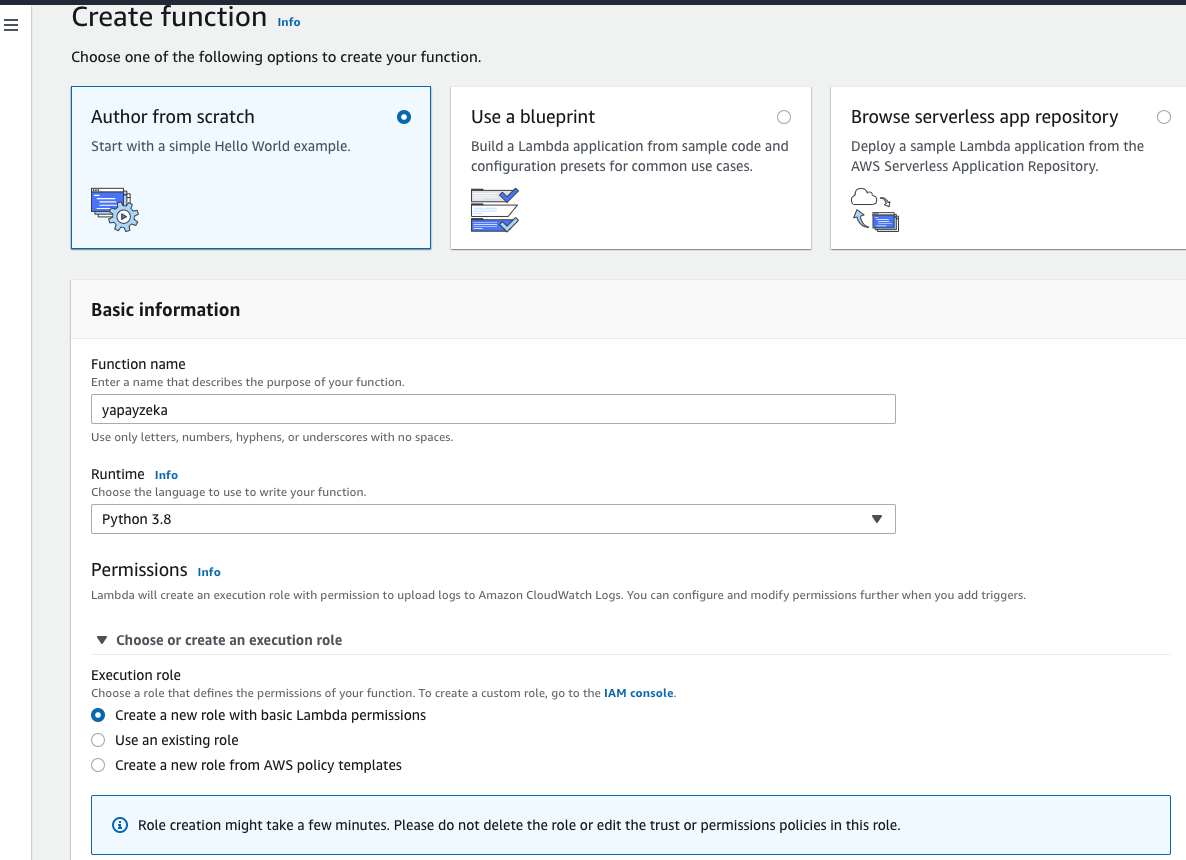 Create function Info
Choose one of the following options to create your function.
Author from scratch
Start with a simple Hello World example.
Use a blueprint
Build a Lambda application from sample code and
configuration presets for common use cases.
Browse serverless app repository
Deploy a sample Lambda application from the
AWS Serverless Application Repository.
Basic information
Function name
Enter a name that describes the purpose of your function.
yapayzeka
Use only letters, numbers, hyphens, or underscores with no spaces.
Runtime Info
Choose the language to use to write your function.
Python 3.8
Permissions Info
Lambda will create an execution role with permission to upload logs to Amazon CloudWatch Logs. You can configure and modify permissions further when you add triggers.
Choose or create an execution role
Execution role
Choose a role that defines the permissions of your function. To create a custom role, go to the IAM console.
Create a new role with basic Lambda permissions
Use an existing role
Create a new role from AWS policy templates
Role creation might take a few minutes. Please do not delete the role or edit the trust or permissions policies in this role.